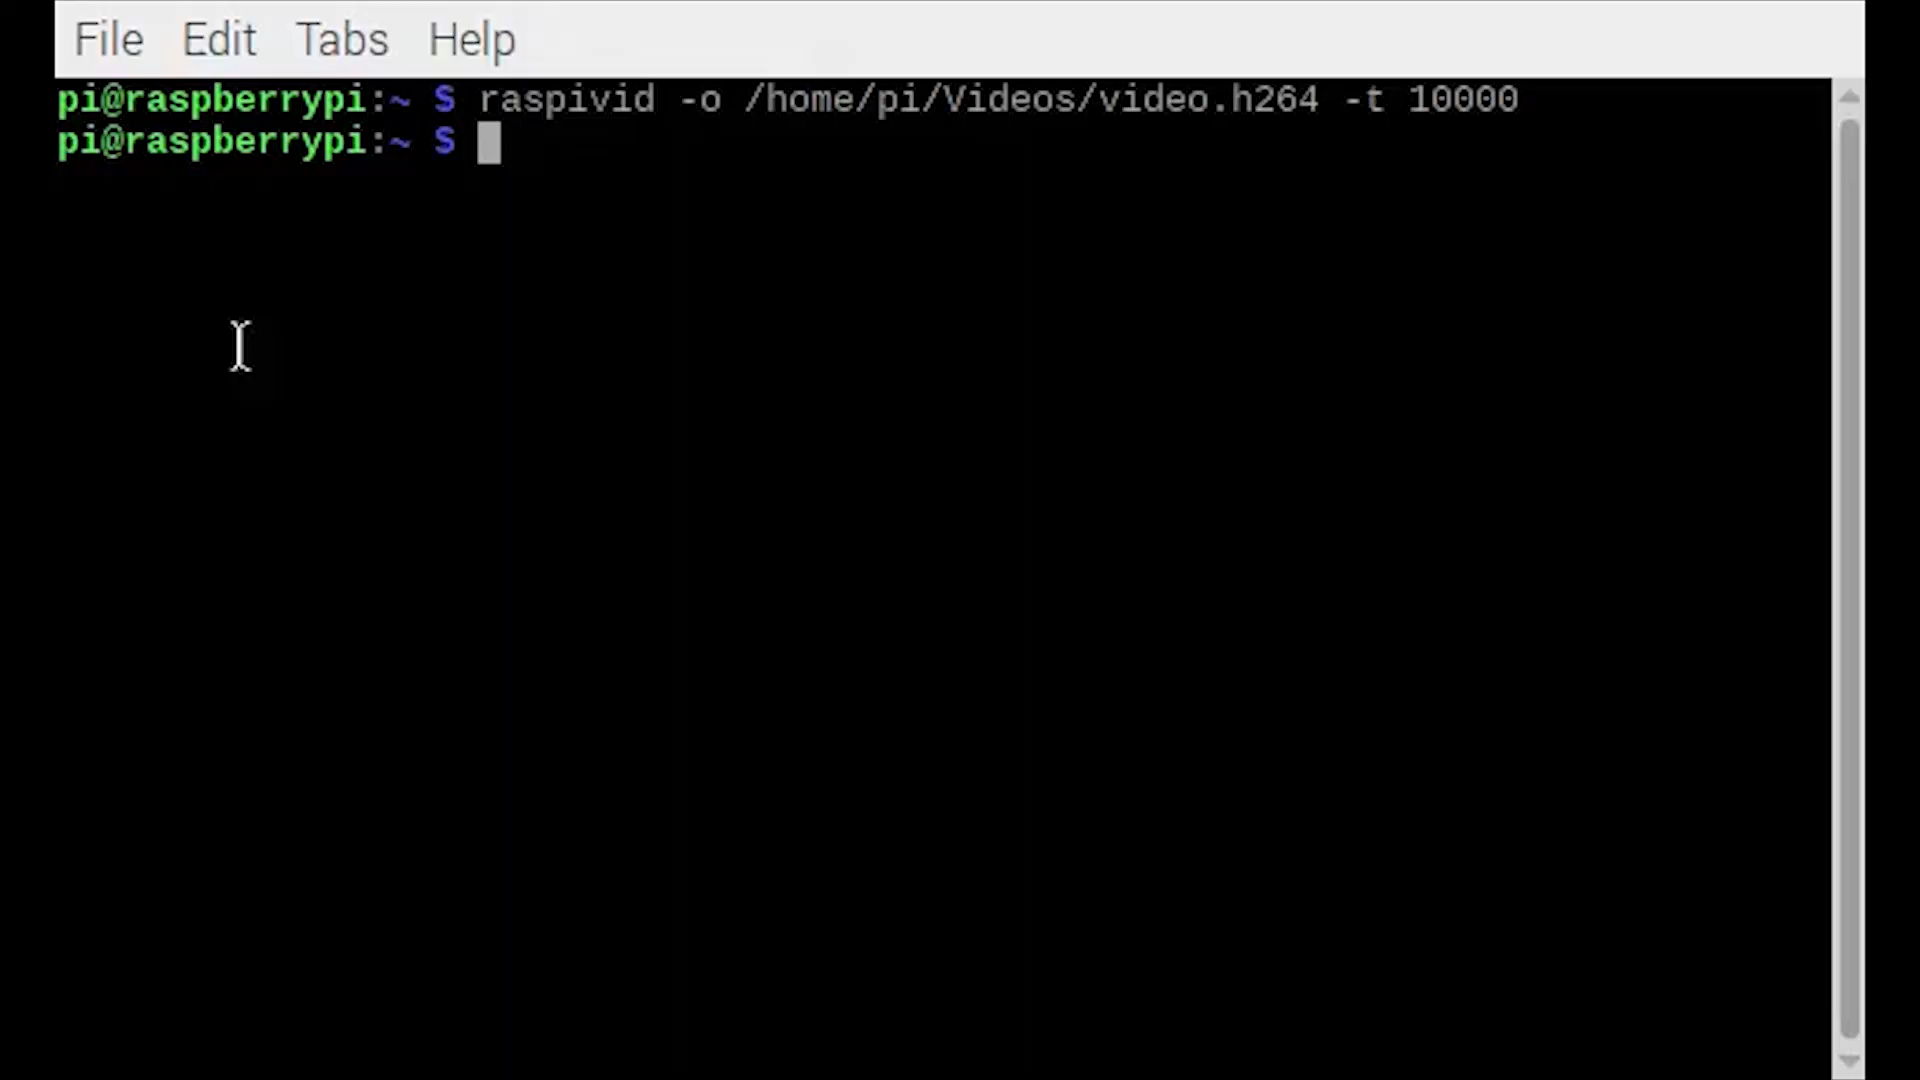 File Edit Tabs Help
pi@raspberrypi:~ $ raspivid -o /home/pi/Videos/video.h264 -t 10000
pi@raspberrypi:~ $